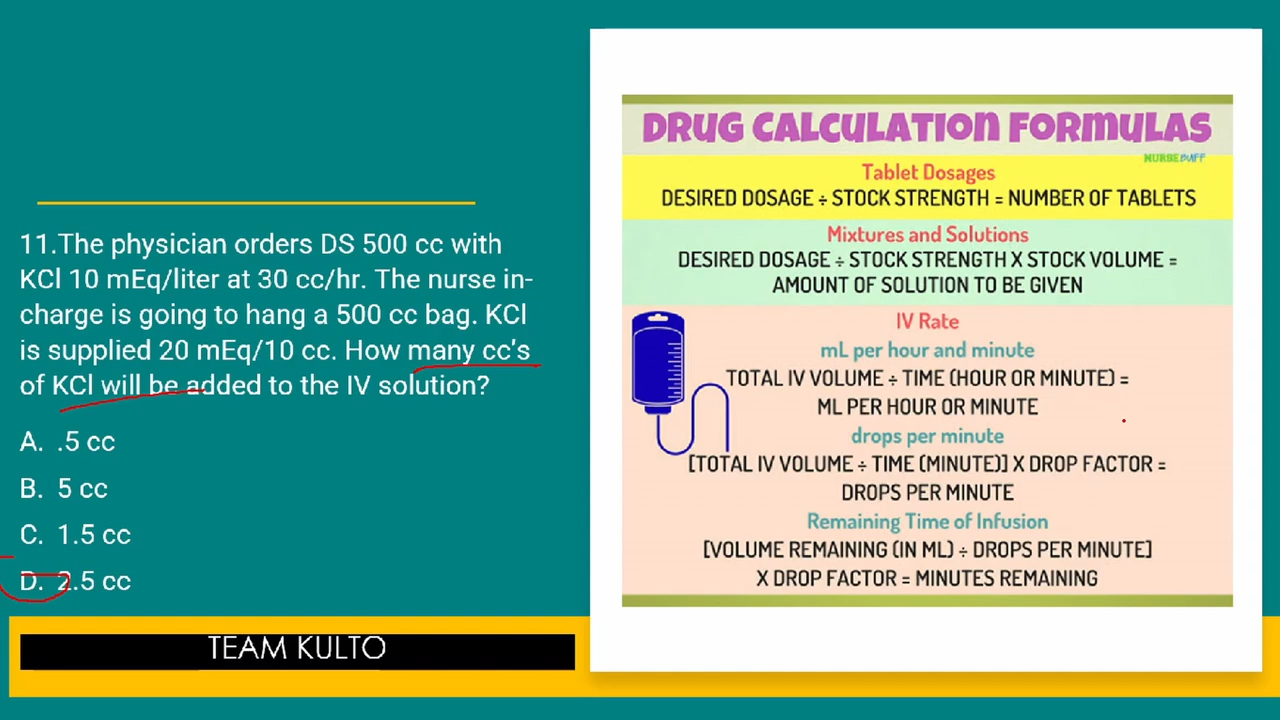 11.The physician orders DS 500 cc with
KCl 10 mEq/liter at 30 cc/hr. The nurse in-
charge is going to hang a 500 cc bag. KCl
is supplied 20 mEq/10 cc. How many cc's
of KCl will be added to the IV solution?
A. .5 cc
B. 5 cc
C. 1.5 cc
D. 2.5 cc
TEAM KULTO
DRUG CALCULATION FORMULAS
NURSEBUFF
Tablet Dosages
DESIRED DOSAGE ÷ STOCK STRENGTH = NUMBER OF TABLETS
Mixtures and Solutions
DESIRED DOSAGE ÷ STOCK STRENGTH X STOCK VOLUME =
AMOUNT OF SOLUTION TO BE GIVEN
IV Rate
mL per hour and minute
TOTAL IV VOLUME ÷ TIME (HOUR OR MINUTE) =
ML PER HOUR OR MINUTE
drops per minute
[TOTAL IV VOLUME ÷ TIME (MINUTE)] X DROP FACTOR =
DROPS PER MINUTE
Remaining Time of Infusion
[VOLUME REMAINING (IN ML) ÷ DROPS PER MINUTE]
X DROP FACTOR = MINUTES REMAINING